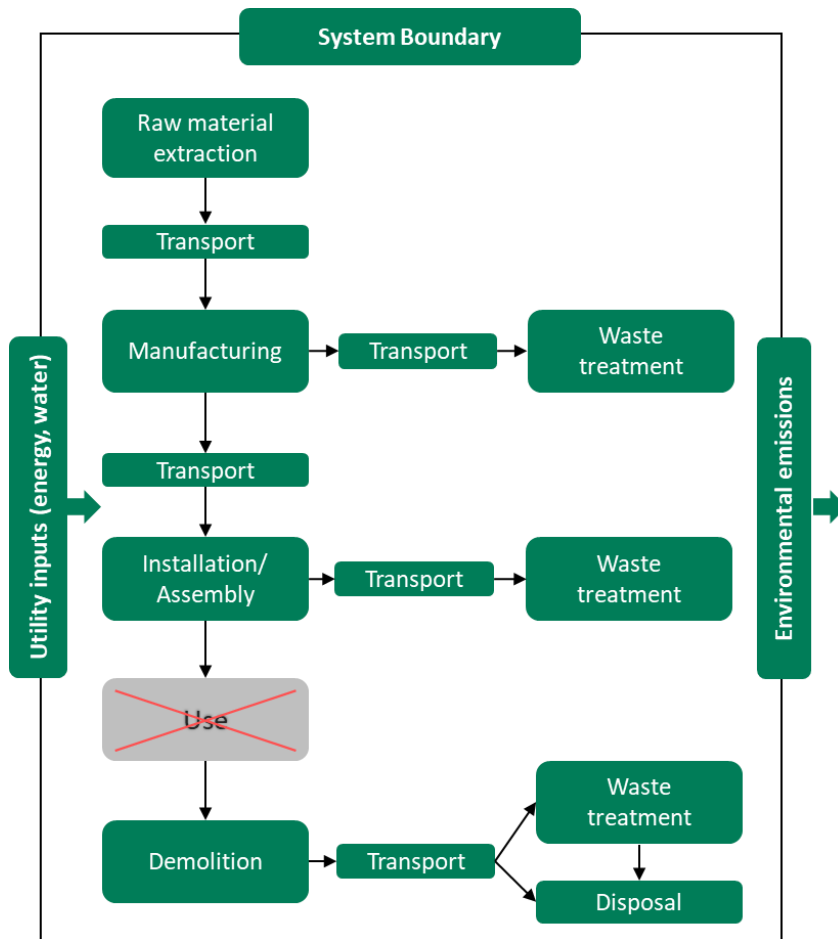 System Boundary
Raw material
extraction
Transport
Manufacturing
Transport
Waste
treatment
Transport
Installation/
Assembly
Transport
Waste
treatment
Use
Demolition
Transport
Waste
treatment
Disposal
Utility inputs (energy, water)
Environmental emissions